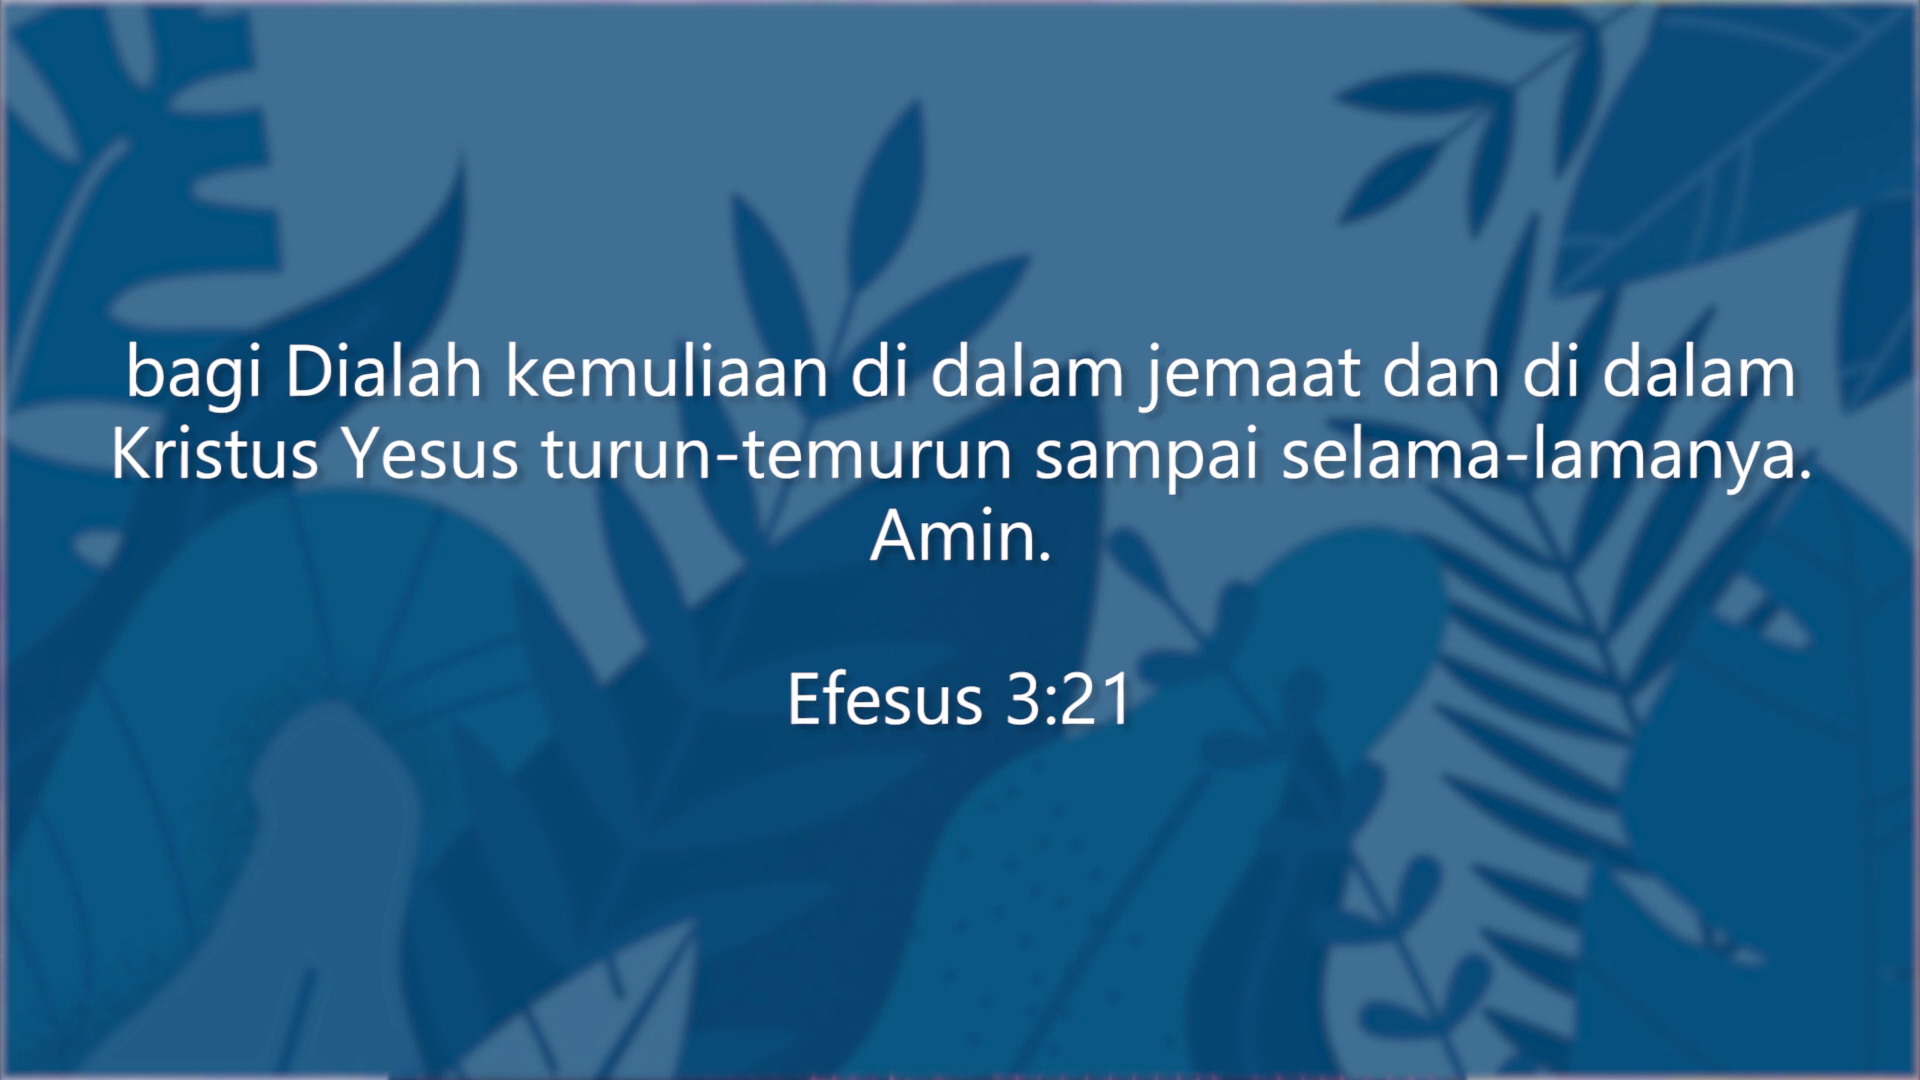 bagi Dialah kemuliaan di dalam jemaat dan di dalam
Kristus Yesus turun-temurun sampai selama-lamanya.
Amin.
Efesus 3:21